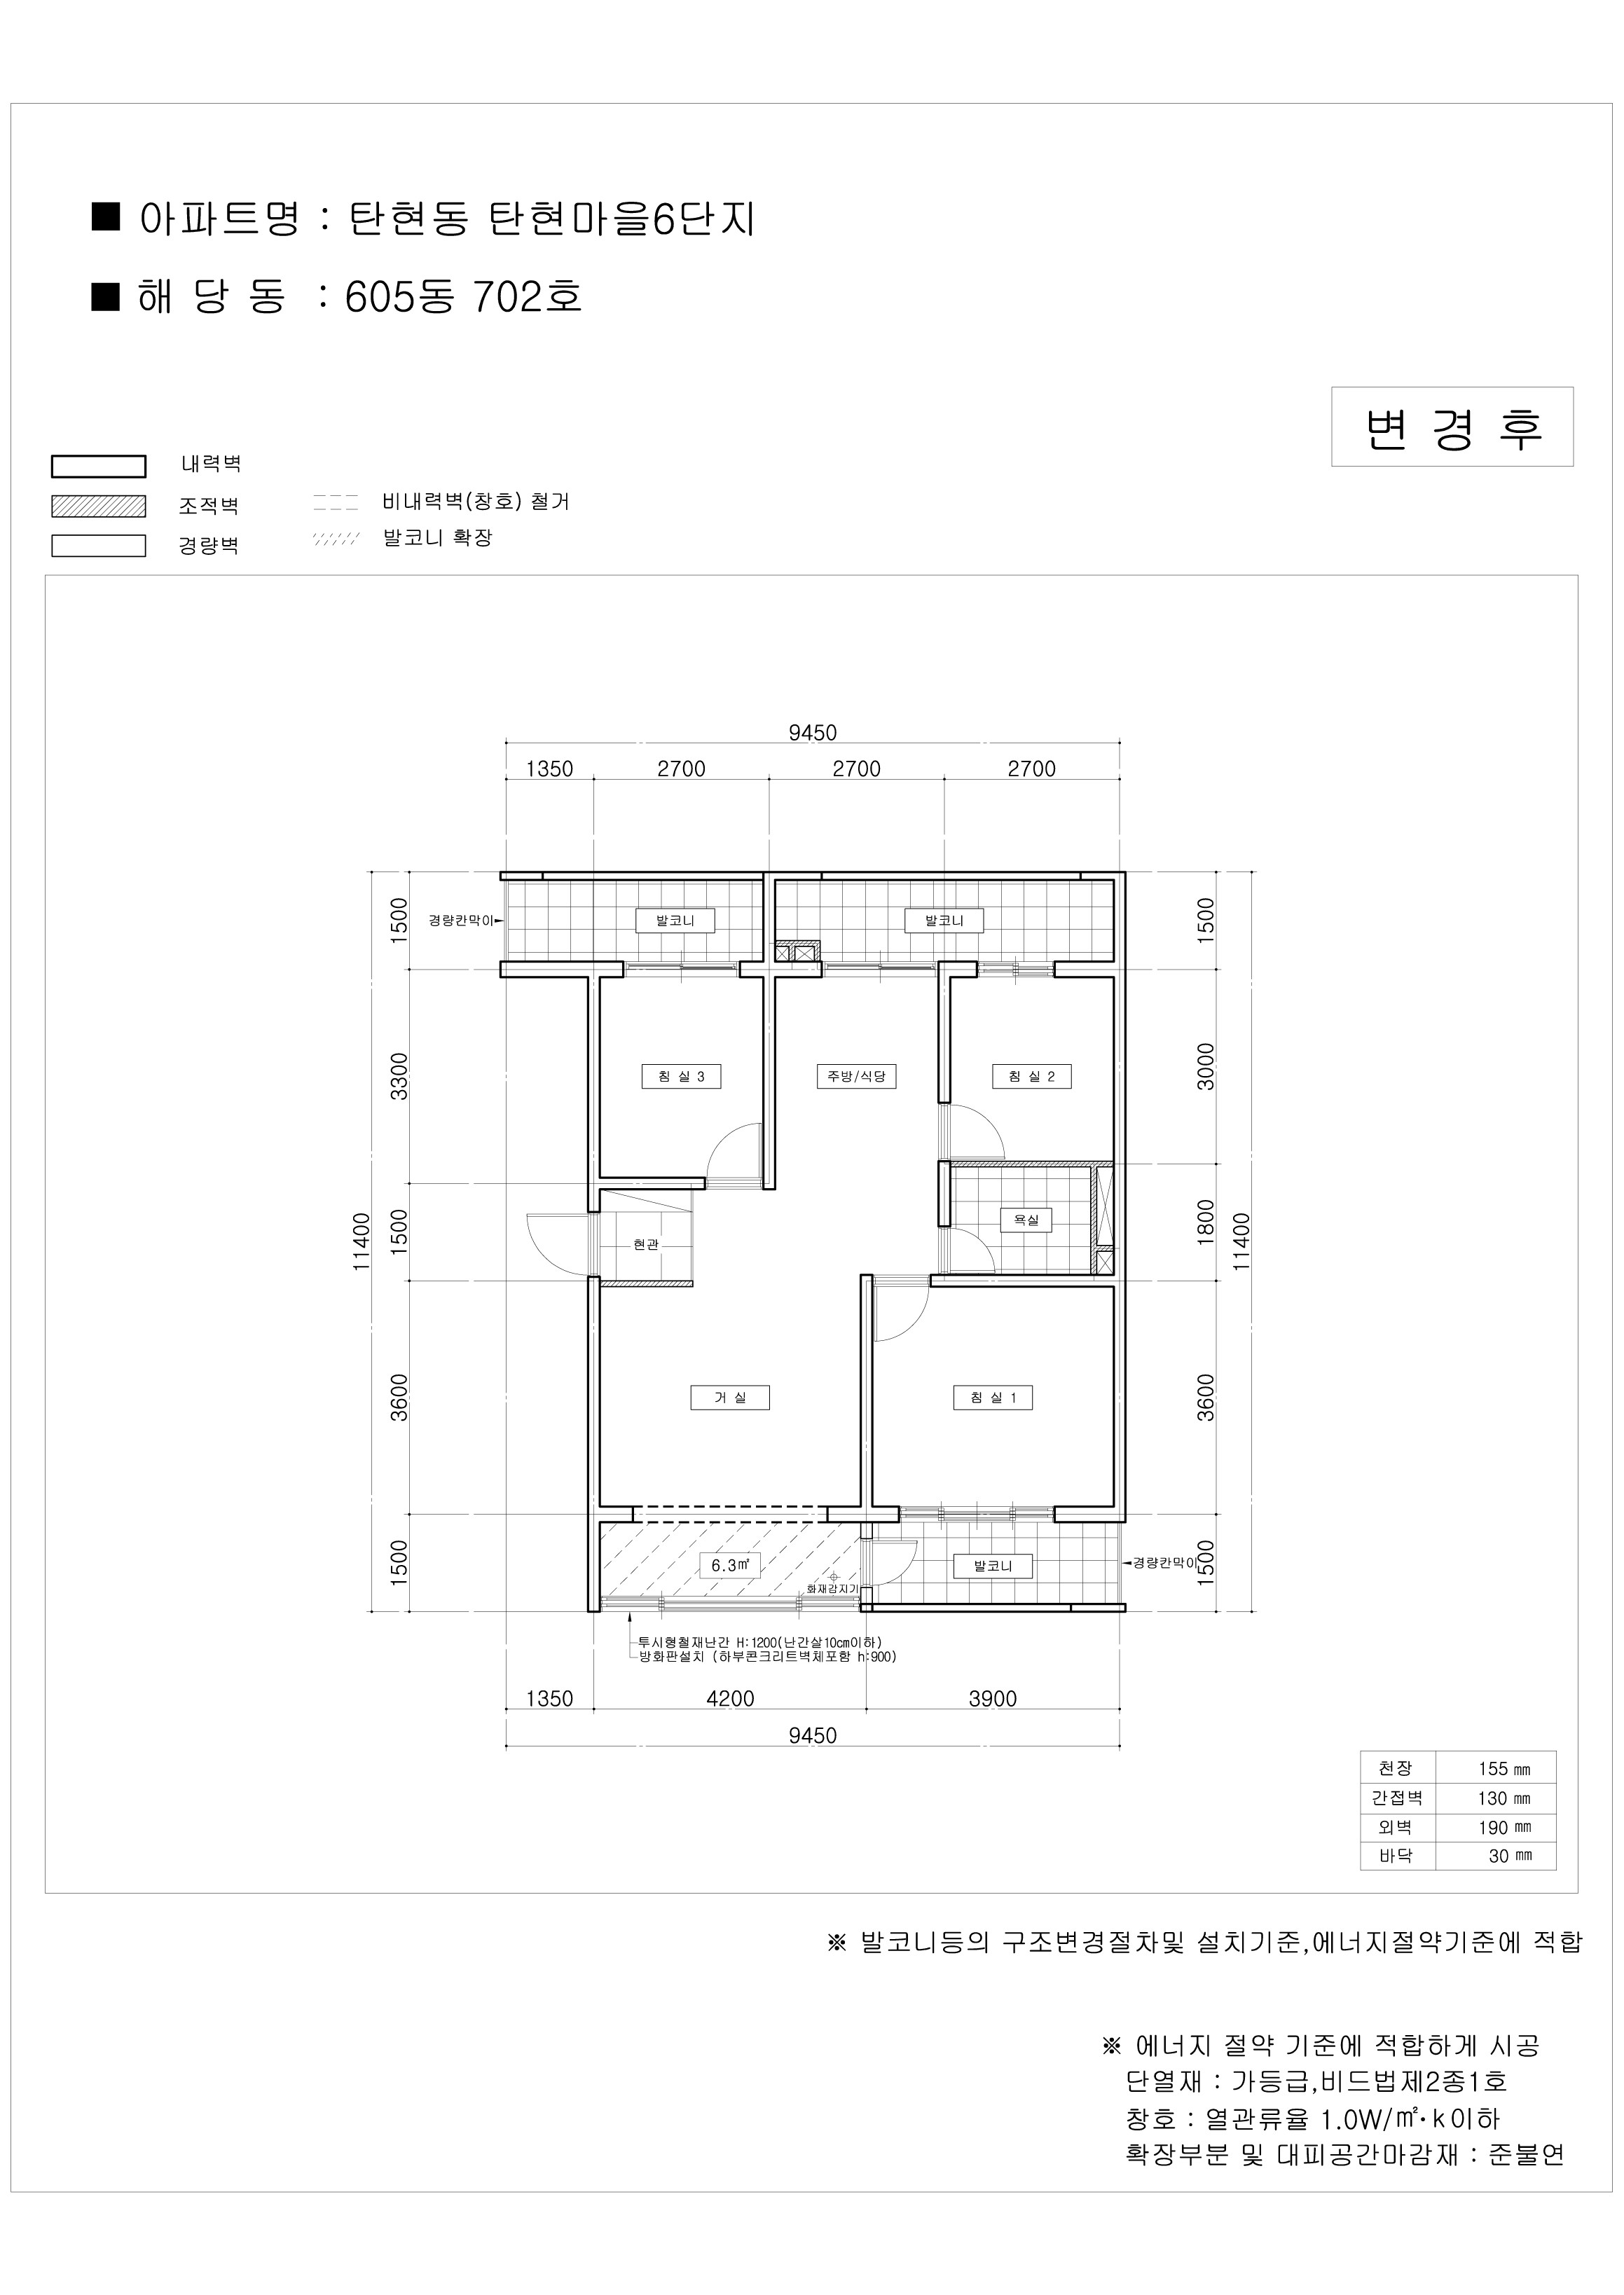 ■ 아파트명 : 탄현동 탄현마을6단지
■ 해 당 동 : 605동 702호
변 경 후
내력벽
조적벽
경량벽
비내력벽(창호) 철거
발코니 확장
9450
1350 2700 2700 2700
1500
3300
1500
3600
1500
11400
경량칸막이
발코니
발코니
침 실 3
주방/식당
침 실 2
욕실
현관
거 실
침 실 1
6.3㎡
화재감지기
발코니
경량칸막이
1500
3000
1800
3600
1500
11400
투시형철재난간 H:1200(난간살10cm이하)
방화판설치 (하부콘크리트벽체포함 h:900)
1350 4200 3900
9450
천장 155 ㎜
간접벽 130 ㎜
외벽 190 ㎜
바닥 30 ㎜
※ 발코니등의 구조변경절차및 설치기준,에너지절약기준에 적합
※ 에너지 절약 기준에 적합하게 시공
단열재 : 가등급,비드법제2종1호
창호 : 열관류율 1.0W/㎡·k이하
확장부분 및 대피공간마감재 : 준불연